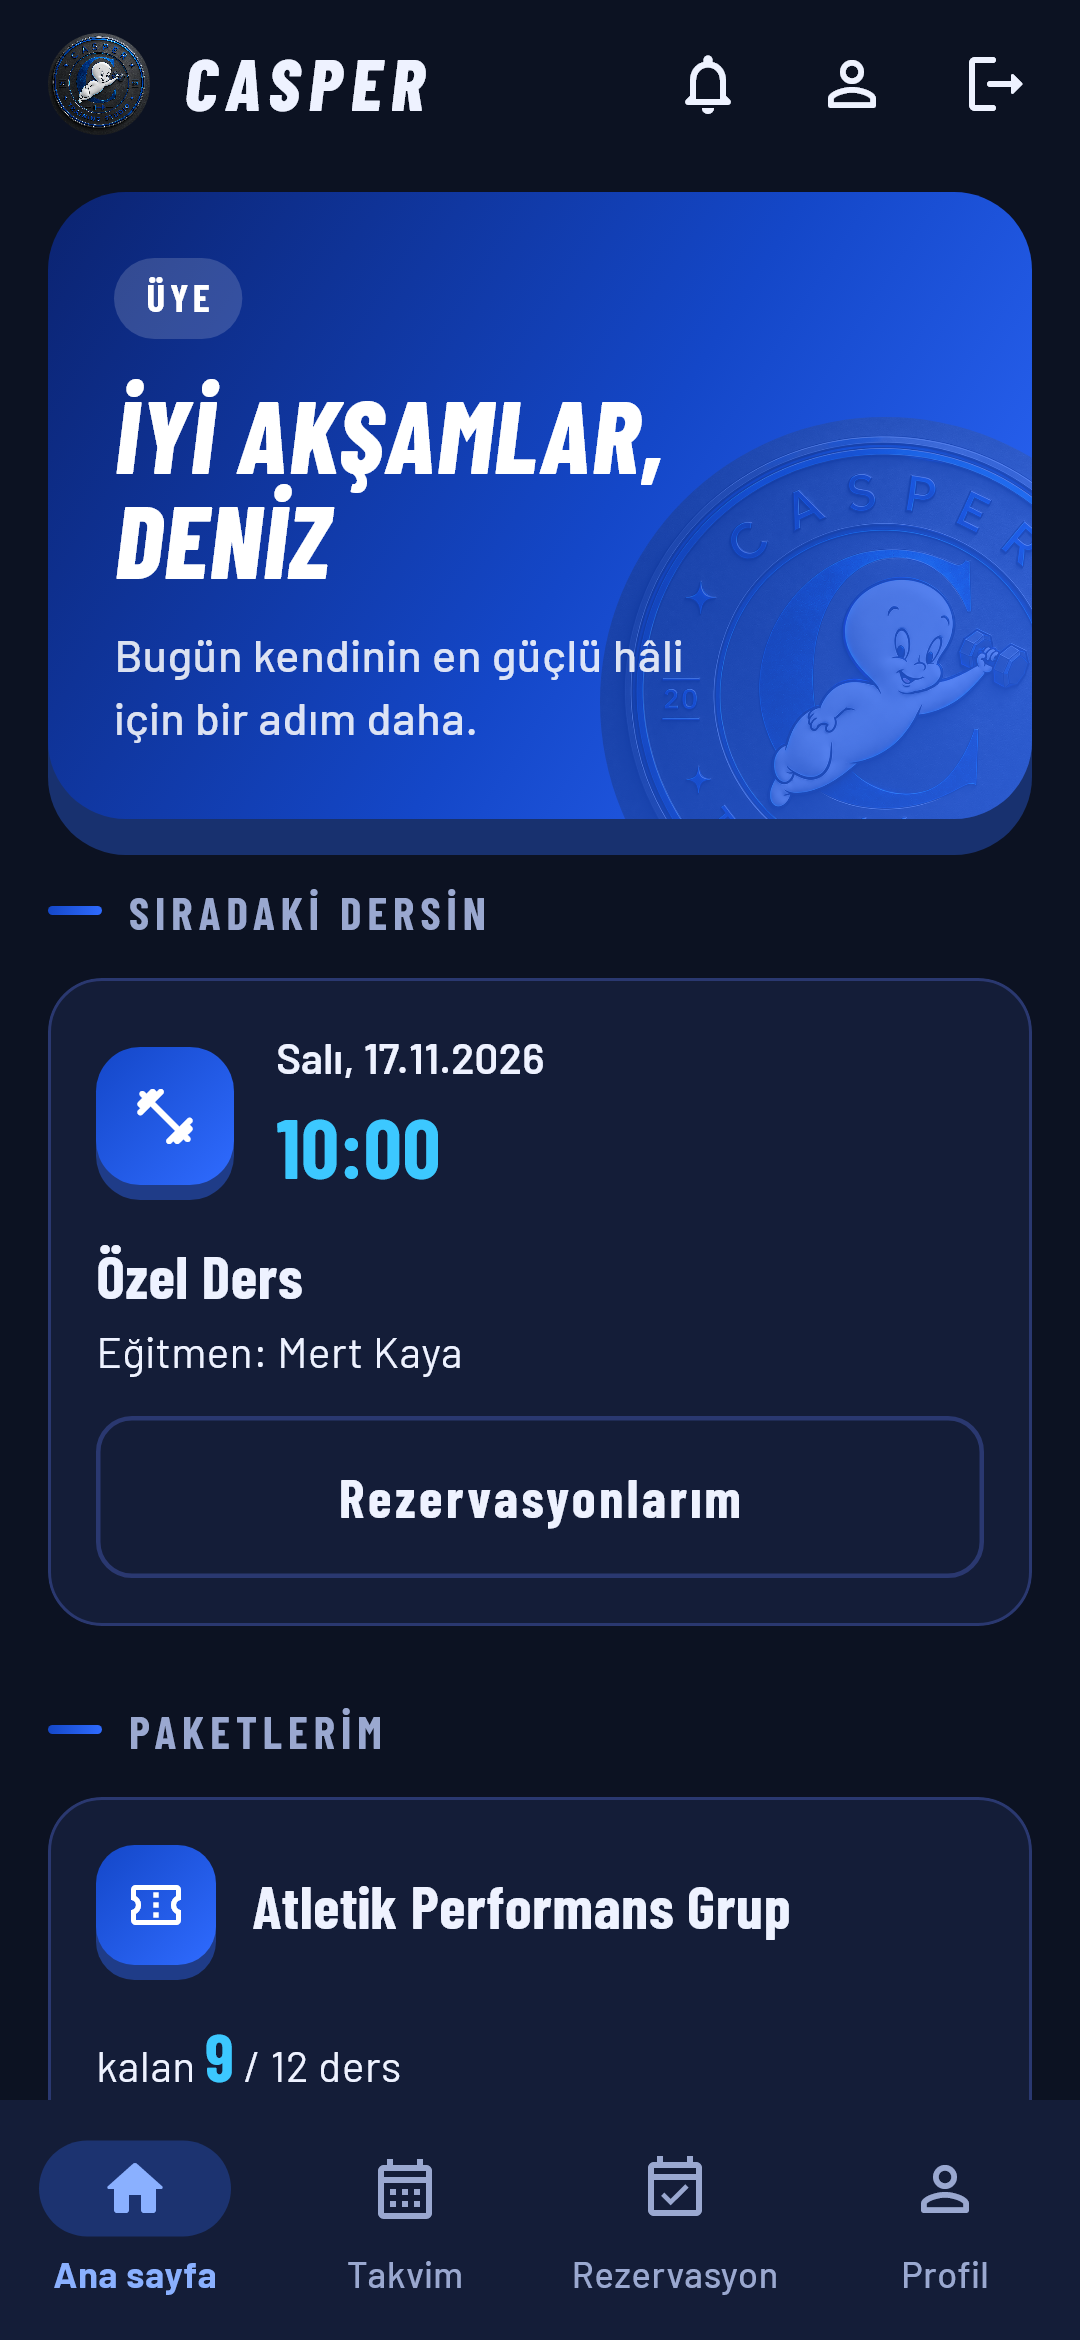 CASPER
ÜYE
İYİ AKŞAMLAR,
DENİZ
Bugün kendinin en güçlü hâli
için bir adım daha.
CASPER
20
SIRADAKİ DERSİN
Salı, 17.11.2026
10:00
Özel Ders
Eğitmen: Mert Kaya
Rezervasyonlarım
PAKETLERİM
Atletik Performans Grup
kalan 9 / 12 ders
Ana sayfa
Takvim
Rezervasyon
Profil